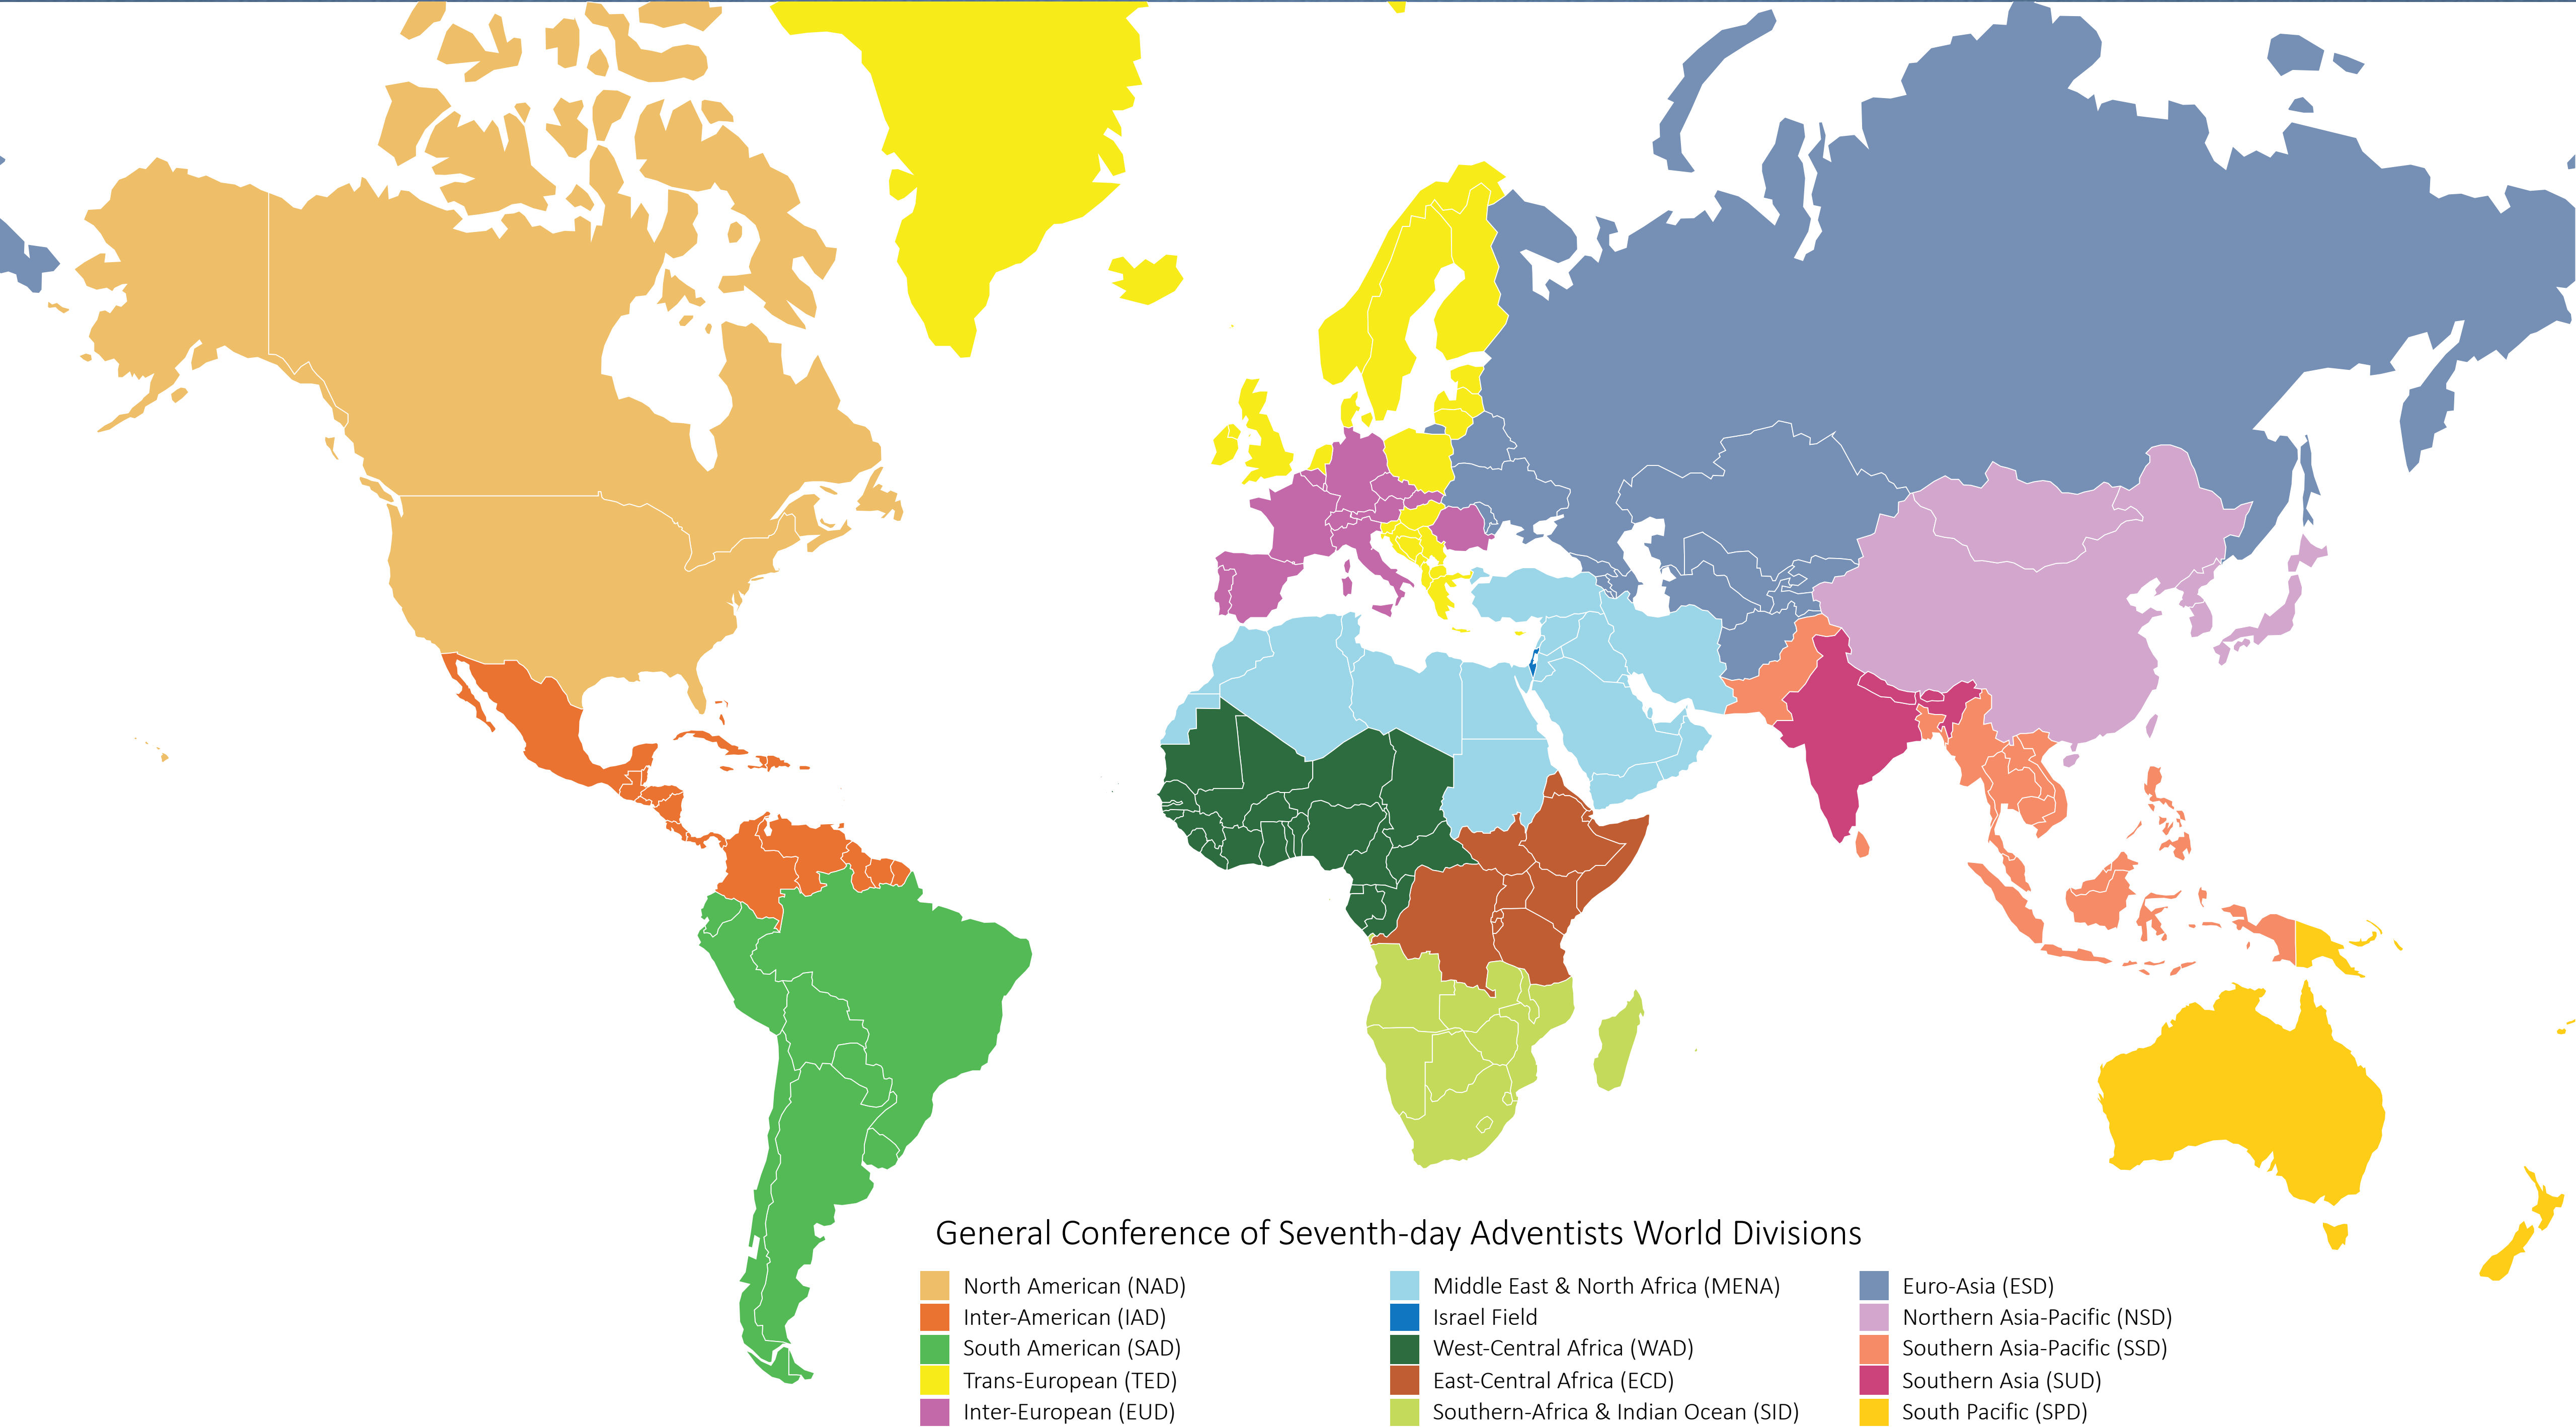 General Conference of Seventh-day Adventists World Divisions
North American (NAD)
Inter-American (IAD)
South American (SAD)
Trans-European (TED)
Inter-European (EUD)
Middle East & North Africa (MENA)
Israel Field
West-Central Africa (WAD)
East-Central Africa (ECD)
Southern-Africa & Indian Ocean (SID)
Euro-Asia (ESD)
Northern Asia-Pacific (NSD)
Southern Asia-Pacific (SSD)
Southern Asia (SUD)
South Pacific (SPD)